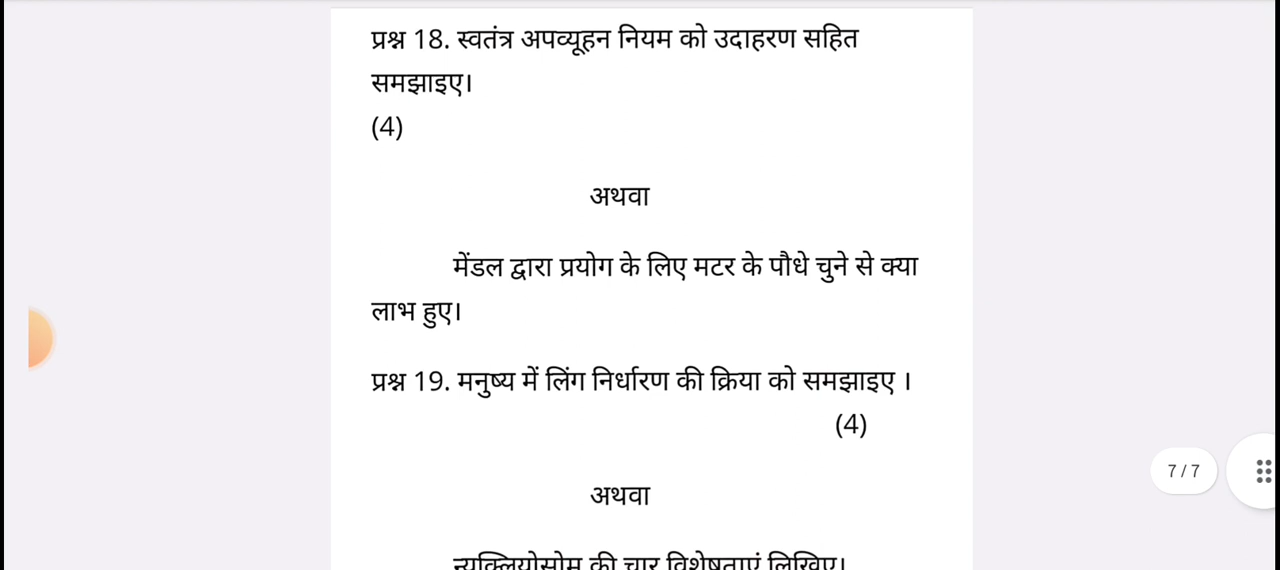 प्रश्न 18. स्वतंत्र अपव्यूहन नियम को उदाहरण सहित
समझाइए।
(4)
अथवा
मेंडल द्वारा प्रयोग के लिए मटर के पौधे चुने से क्या
लाभ हुए।
प्रश्न 19. मनुष्य में लिंग निर्धारण की क्रिया को समझाइए ।
(4)
7 / 7
अथवा
न्यूक्लियोसोम की चार विशेषताएं लिखिए।